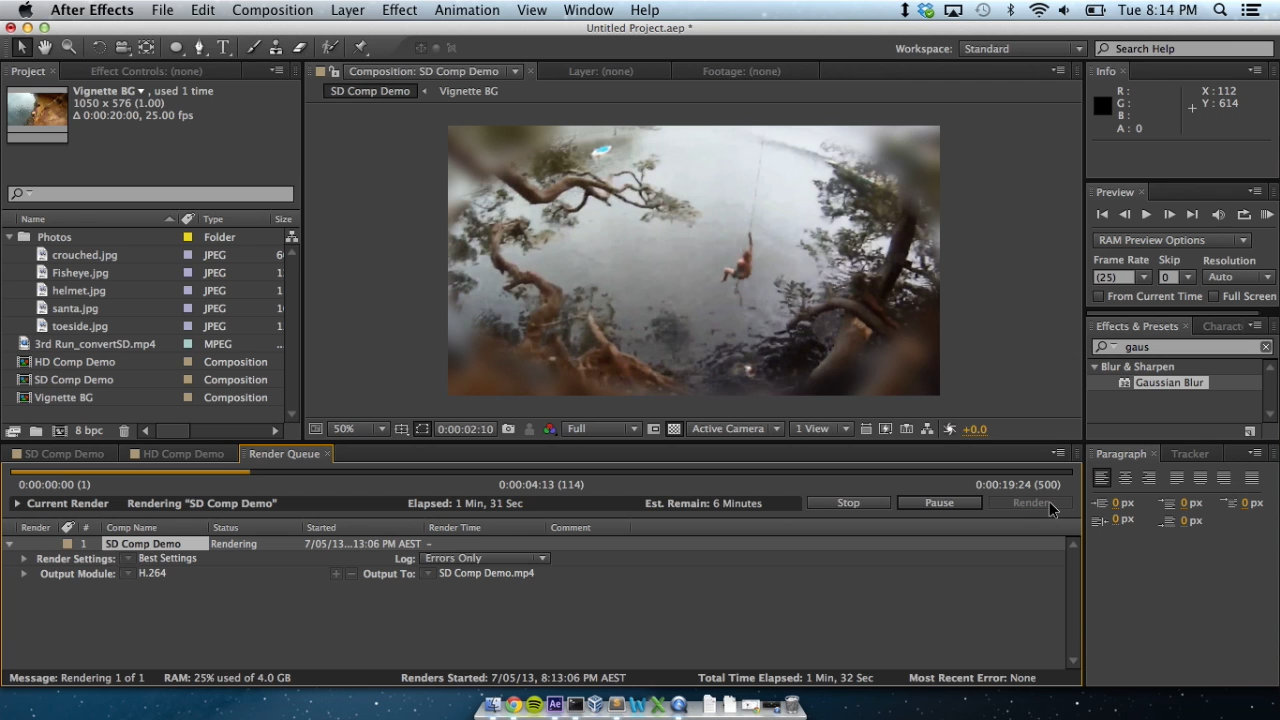 After Effects File Edit Composition Layer Effect Animation View Window Help Tue 8:14 PM
Untitled Project.aep *
Workspace: Standard Search Help
Project × Effect Controls: (none) Composition: SD Comp Demo × Layer: (none) Footage: (none) Info ×
Vignette BG , used 1 time
1050 x 576 (1.00)
Δ 0:00:20:00, 25.00 fps
SD Comp Demo Vignette BG
R :
G :
B :
A : 0
X : 112
Y : 614
Preview ×
RAM Preview Options
Frame Rate Skip Resolution
(25) 0 Auto
From Current Time Full Screen
Name Type Size
Photos Folder
crouched.jpg JPEG
Fisheye.jpg JPEG
helmet.jpg JPEG
santa.jpg JPEG
toeside.jpg JPEG
3rd Run_convertSD.mp4 MPEG ...
HD Comp Demo Composition
SD Comp Demo Composition
Vignette BG Composition
8 bpc
Effects & Presets ×
gaus
Blur & Sharpen
Gaussian Blur
50% 0:00:02:10 Full Active Camera 1 View +0.0
SD Comp Demo HD Comp Demo Render Queue ×
0:00:00:00 (1) 0:00:04:13 (114) 0:00:19:24 (500)
Current Render Rendering "SD Comp Demo" Elapsed: 1 Min, 31 Sec Est. Remain: 6 Minutes Stop Pause Render
Render # Comp Name Status Started Render Time Comment
1 SD Comp Demo Rendering 7/05/13...13:06 PM AEST –
Render Settings: Best Settings Log: Errors Only
Output Module: H.264 + – Output To: SD Comp Demo.mp4
Message: Rendering 1 of 1 RAM: 25% used of 4.0 GB Renders Started: 7/05/13, 8:13:06 PM AEST Total Time Elapsed: 1 Min, 32 Sec Most Recent Error: None
Paragraph × Tracker
0 px 0 px 0 px
0 px 0 px